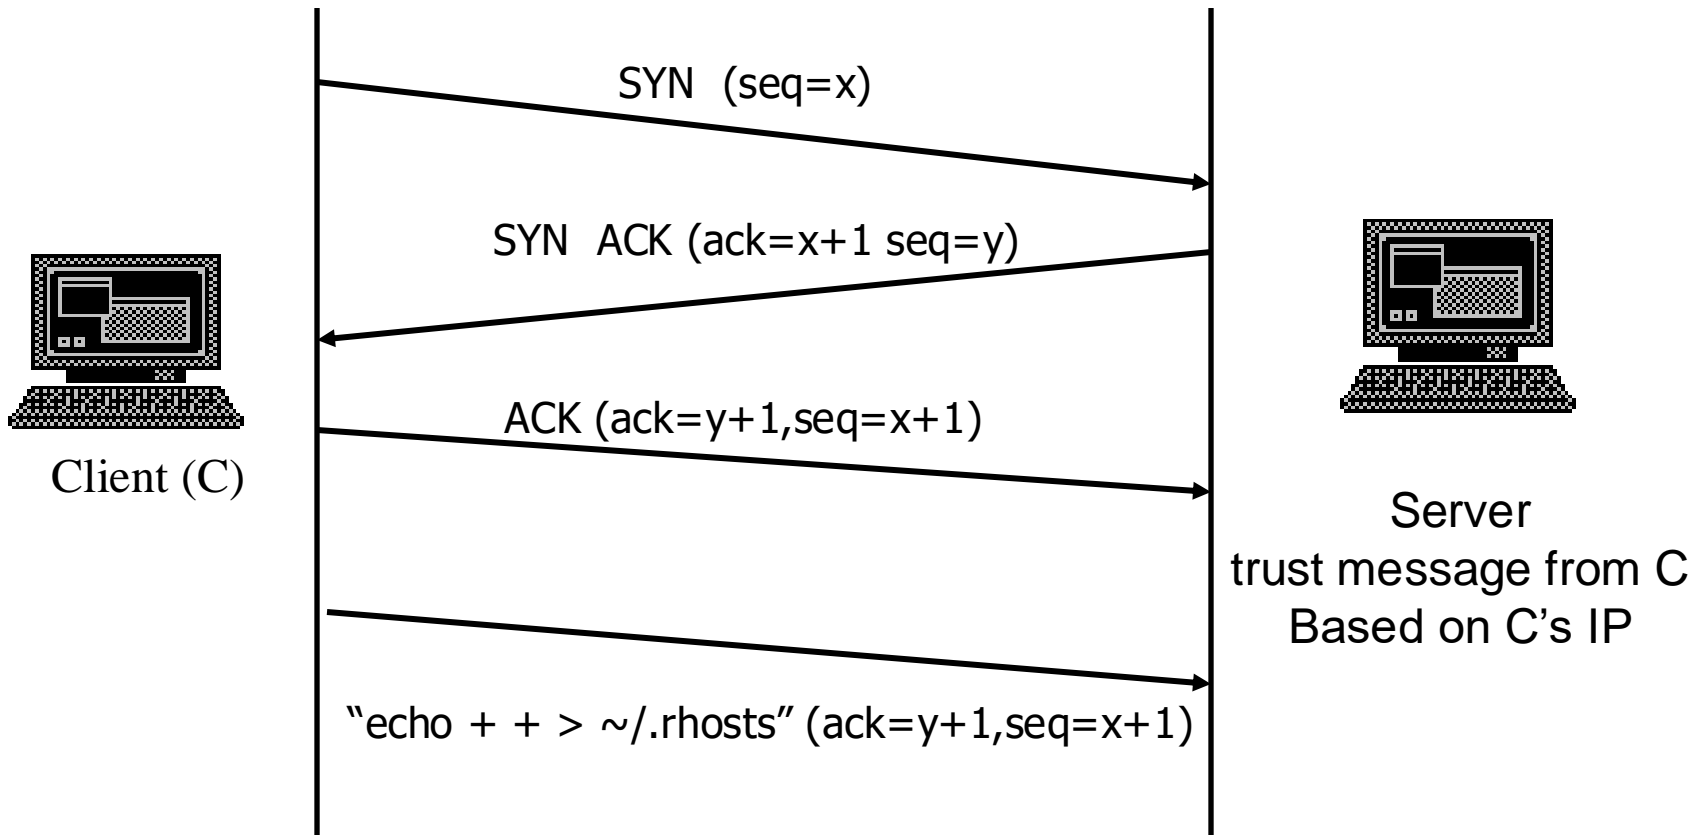 SYN (seq=x)
SYN ACK (ack=x+1 seq=y)
ACK (ack=y+1,seq=x+1)
Client (C)
Server
trust message from C
Based on C’s IP
“echo + + > ~/.rhosts” (ack=y+1,seq=x+1)